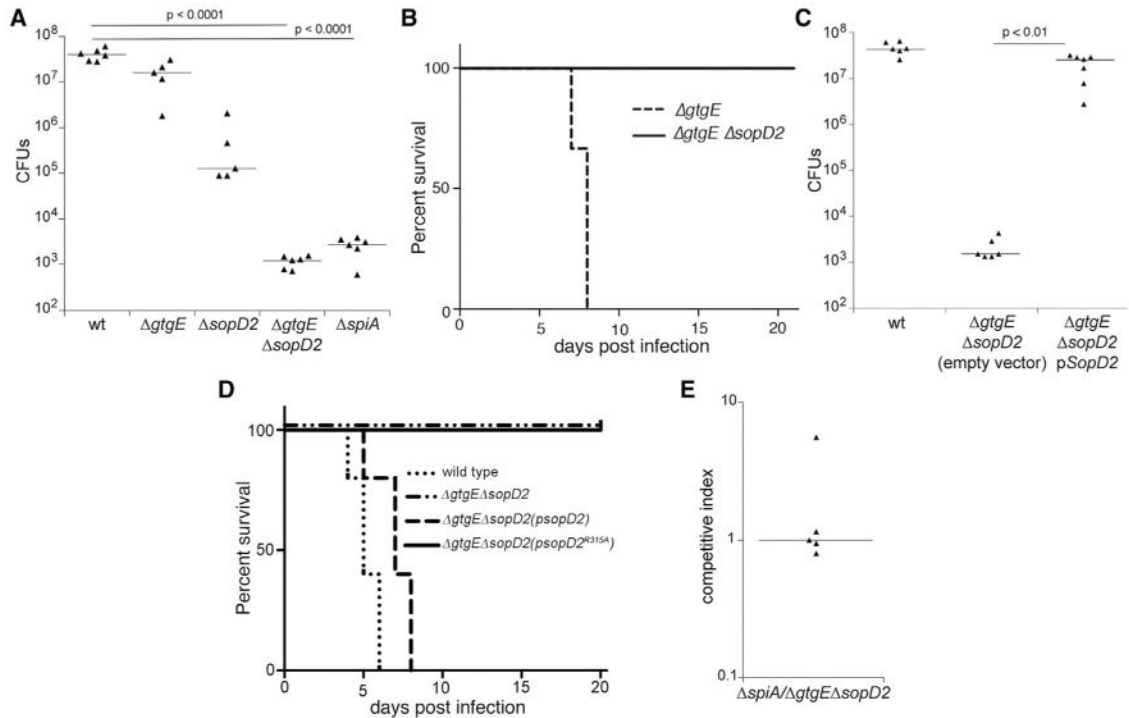 A
p < 0.0001
p < 0.0001
10⁸
10⁷
10⁶
10⁵
10⁴
10³
10²
CFUs
wt
ΔgtgE
ΔsopD2
ΔgtgE
ΔsopD2
ΔspiA
B
100
50
0
Percent survival
ΔgtgE
ΔgtgE ΔsopD2
0
5
10
15
20
days post infection
C
p < 0.01
10⁸
10⁷
10⁶
10⁵
10⁴
10³
10²
CFUs
wt
ΔgtgE
ΔsopD2
(empty vector)
ΔgtgE
ΔsopD2
pSopD2
D
100
50
0
Percent survival
wild type
ΔgtgEΔsopD2
ΔgtgEΔsopD2(psopD2)
ΔgtgEΔsopD2(psopD2ᴿ³¹⁵ᴬ)
0
5
10
15
20
days post infection
E
10
1
0.1
competitive index
ΔspiA/ΔgtgEΔsopD2